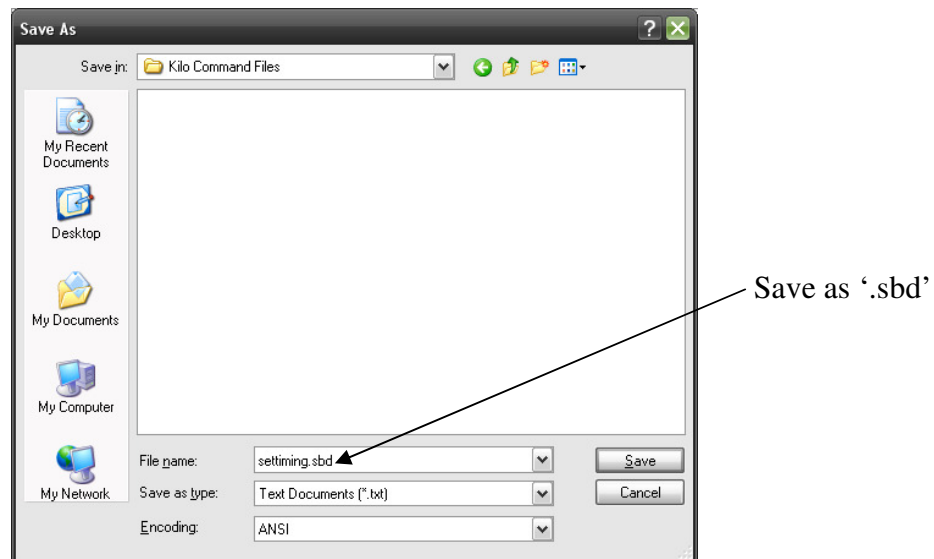 Save As
Save in: Kilo Command Files
My Recent
Documents
Desktop
My Documents
My Computer
My Network
File name: settiming.sbd
Save
Save as type: Text Documents (*.txt)
Cancel
Encoding: ANSI
Save as ‘.sbd’